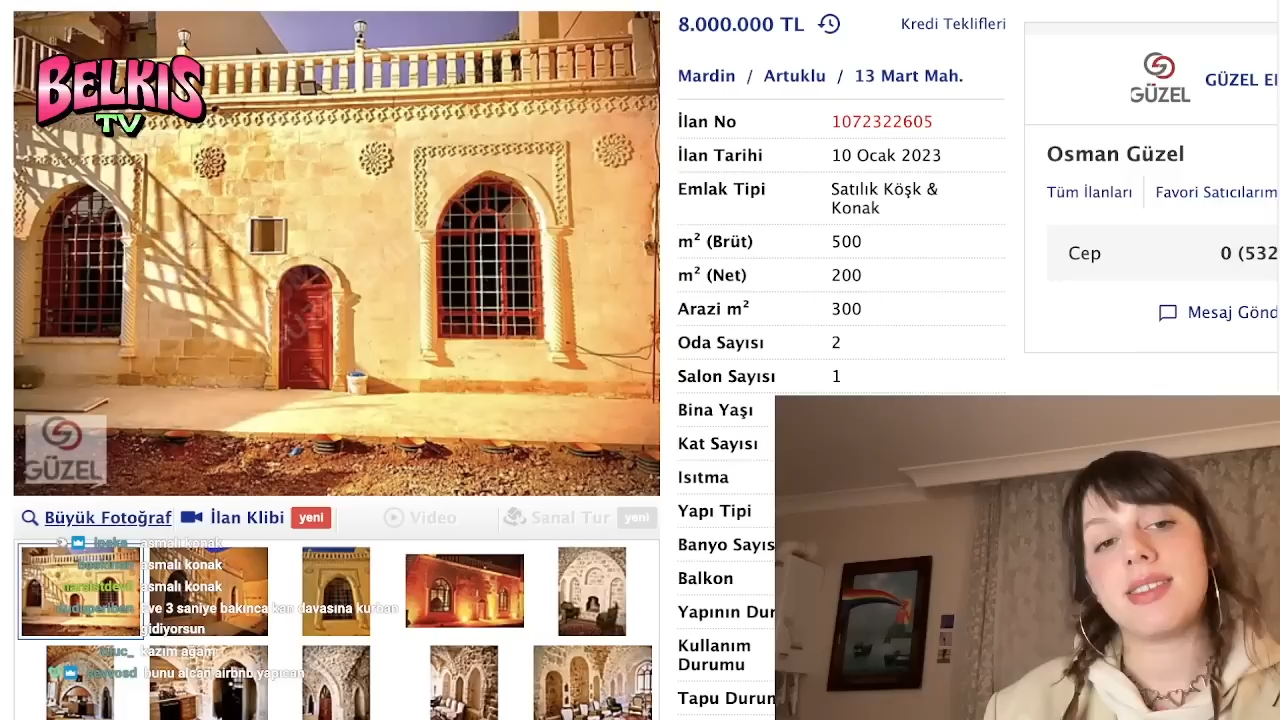 BELKIS
TV
GÜZEL
8.000.000 TL
Kredi Teklifleri
Mardin / Artuklu / 13 Mart Mah.
İlan No 1072322605
İlan Tarihi 10 Ocak 2023
Emlak Tipi Satılık Köşk &
Konak
m² (Brüt) 500
m² (Net) 200
Arazi m² 300
Oda Sayısı 2
Salon Sayısı 1
Bina Yaşı
Kat Sayısı
Isıtma
Yapı Tipi
Banyo Sayıs
Balkon
Yapının Dur
Kullanım
Durumu
Tapu Durun
GÜZEL
GÜZEL El
Osman Güzel
Tüm İlanları
Favori Satıcılarım
Cep 0 (532
Mesaj Gönd
Büyük Fotoğraf
İlan Klibi yeni
Video
Sanal Tur yeni
asmalı konak
asmalı konak
asmalı konak
eve 3 saniye bakınca kan davasına kurban
gidiyorsun
kazım ağam
bunu alcan airbnb yapıcan